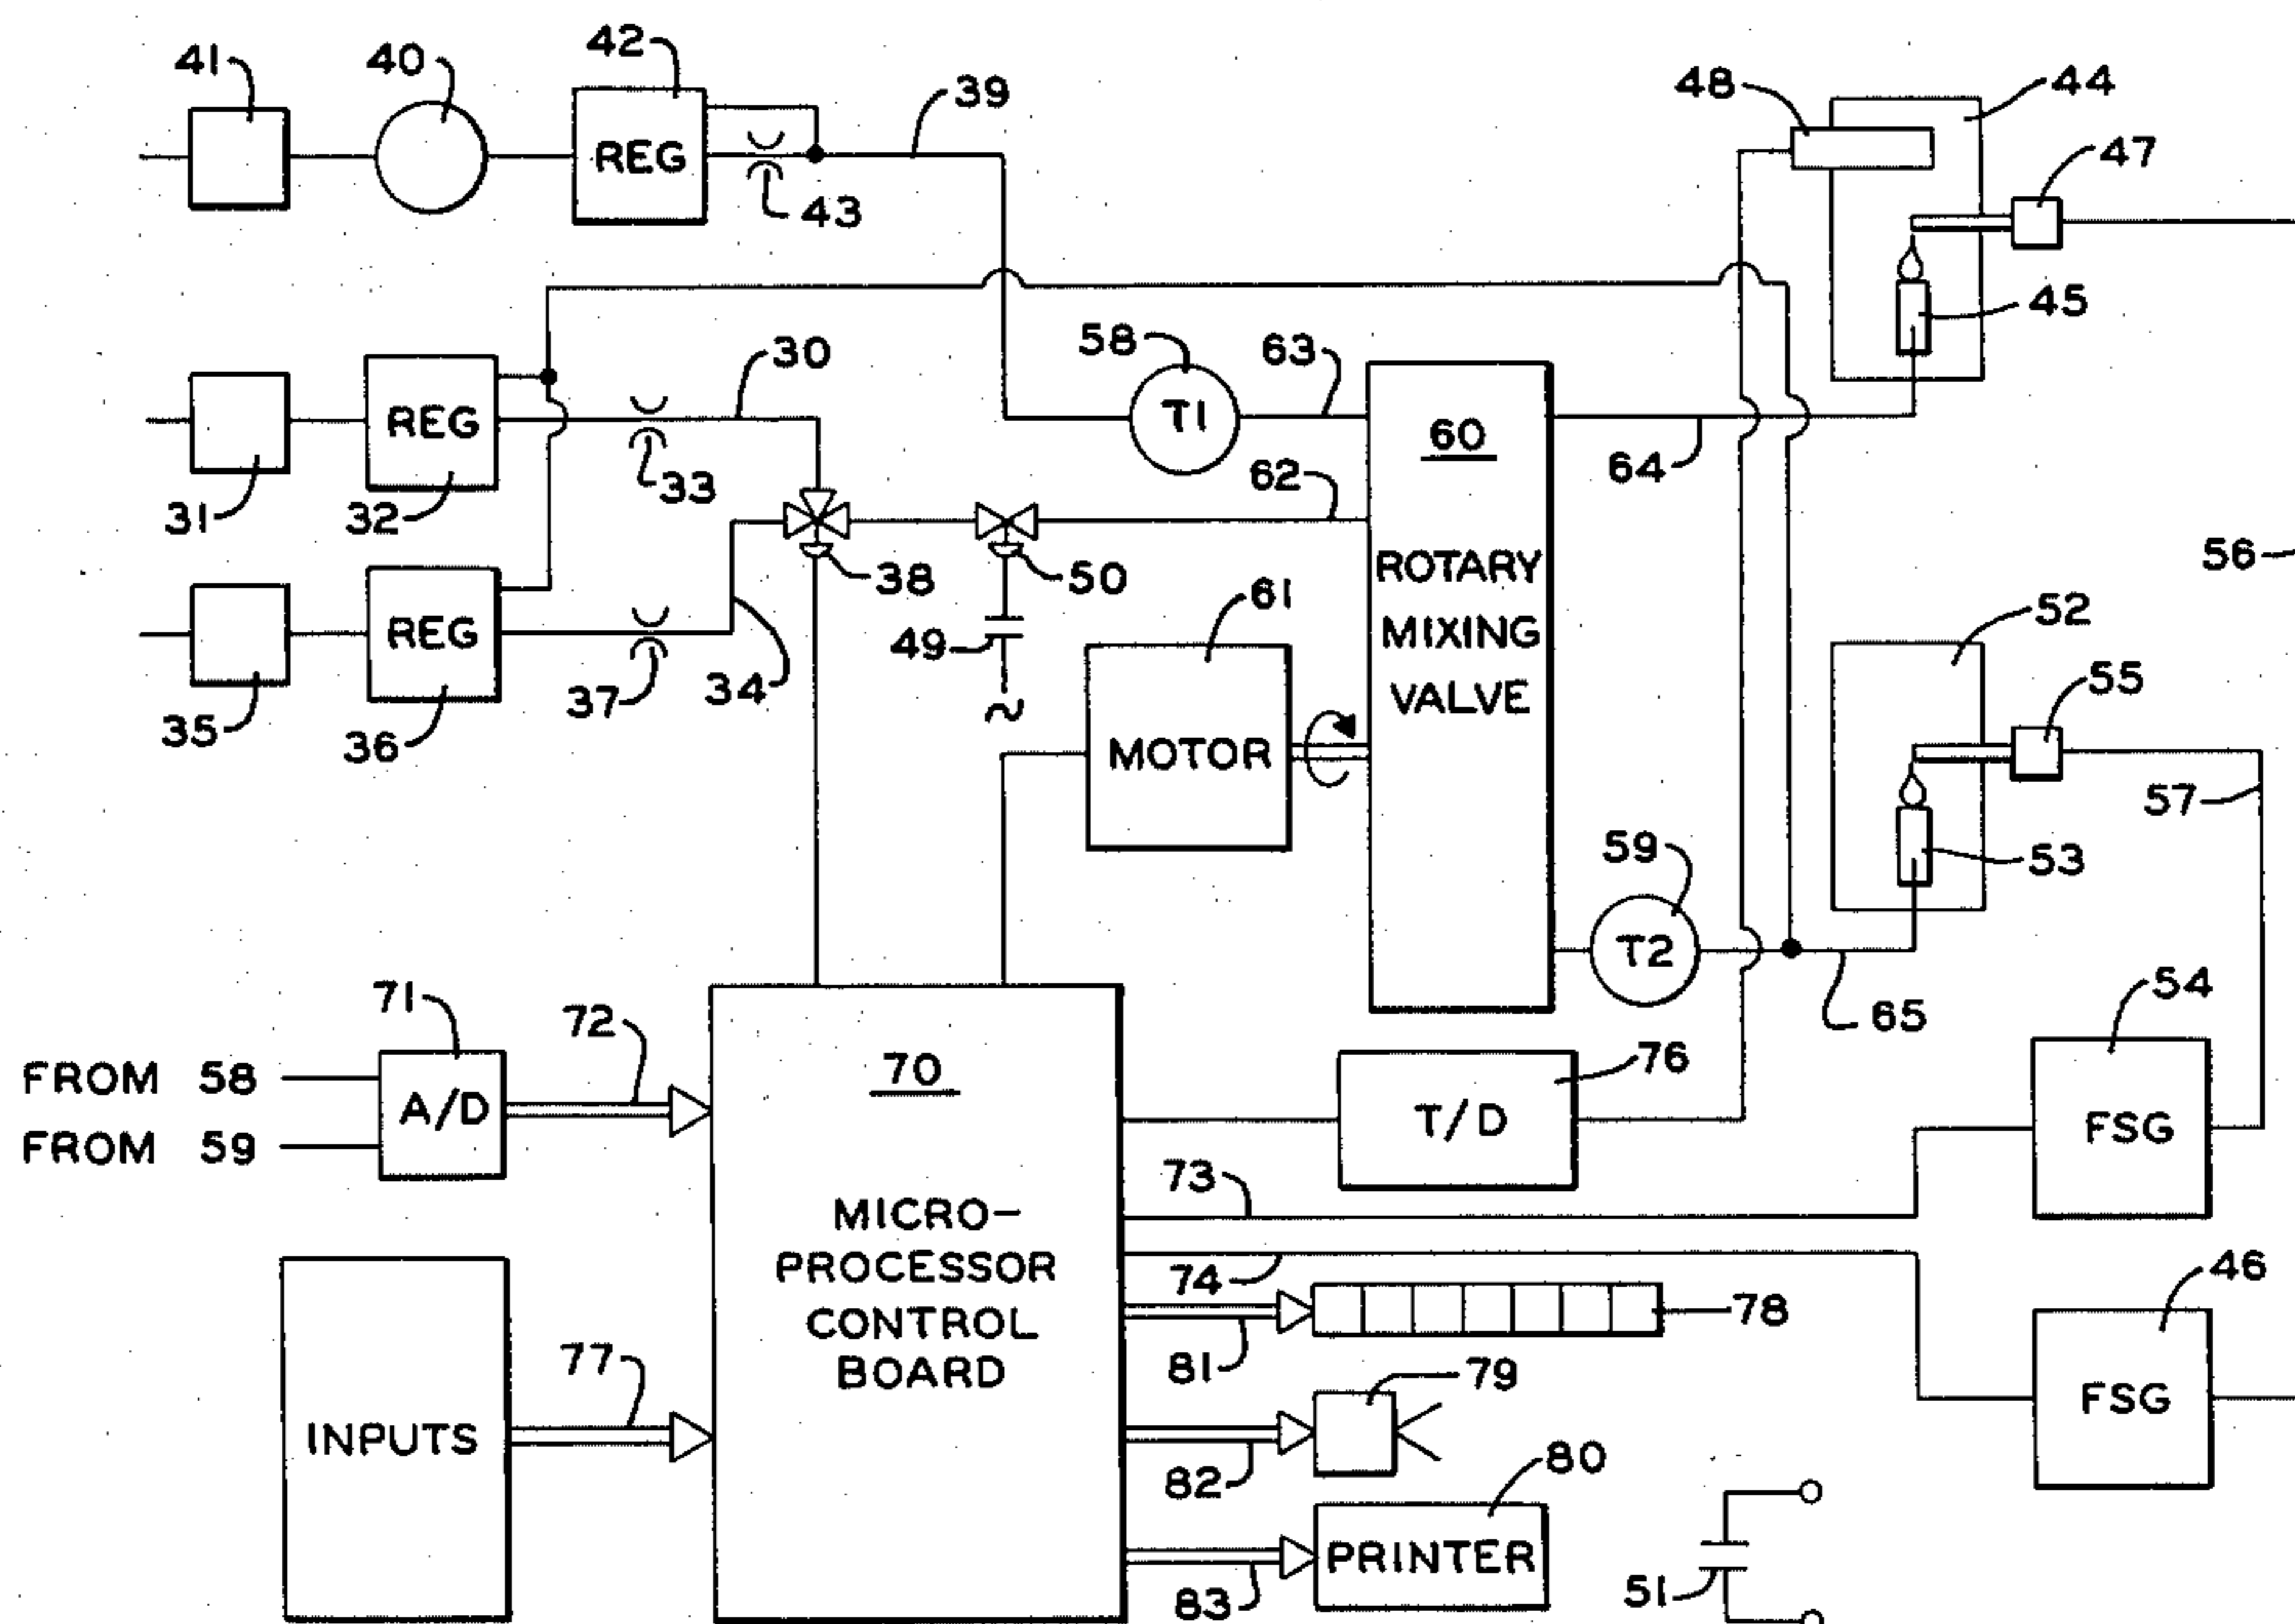 41
40
42
39
48
44
REG
43
47
45
30
58
63
T1
REG
33
60
62
64
31
32
38
50
56
ROTARY
MIXING
VALVE
61
49
52
REG
37
34
35
36
MOTOR
55
57
59
53
T2
65
54
71
72
FROM 58
A/D
FROM 59
70
76
T/D
FSG
73
MICRO-
PROCESSOR
CONTROL
BOARD
74
46
78
81
77
79
INPUTS
FSG
82
80
PRINTER
83
51